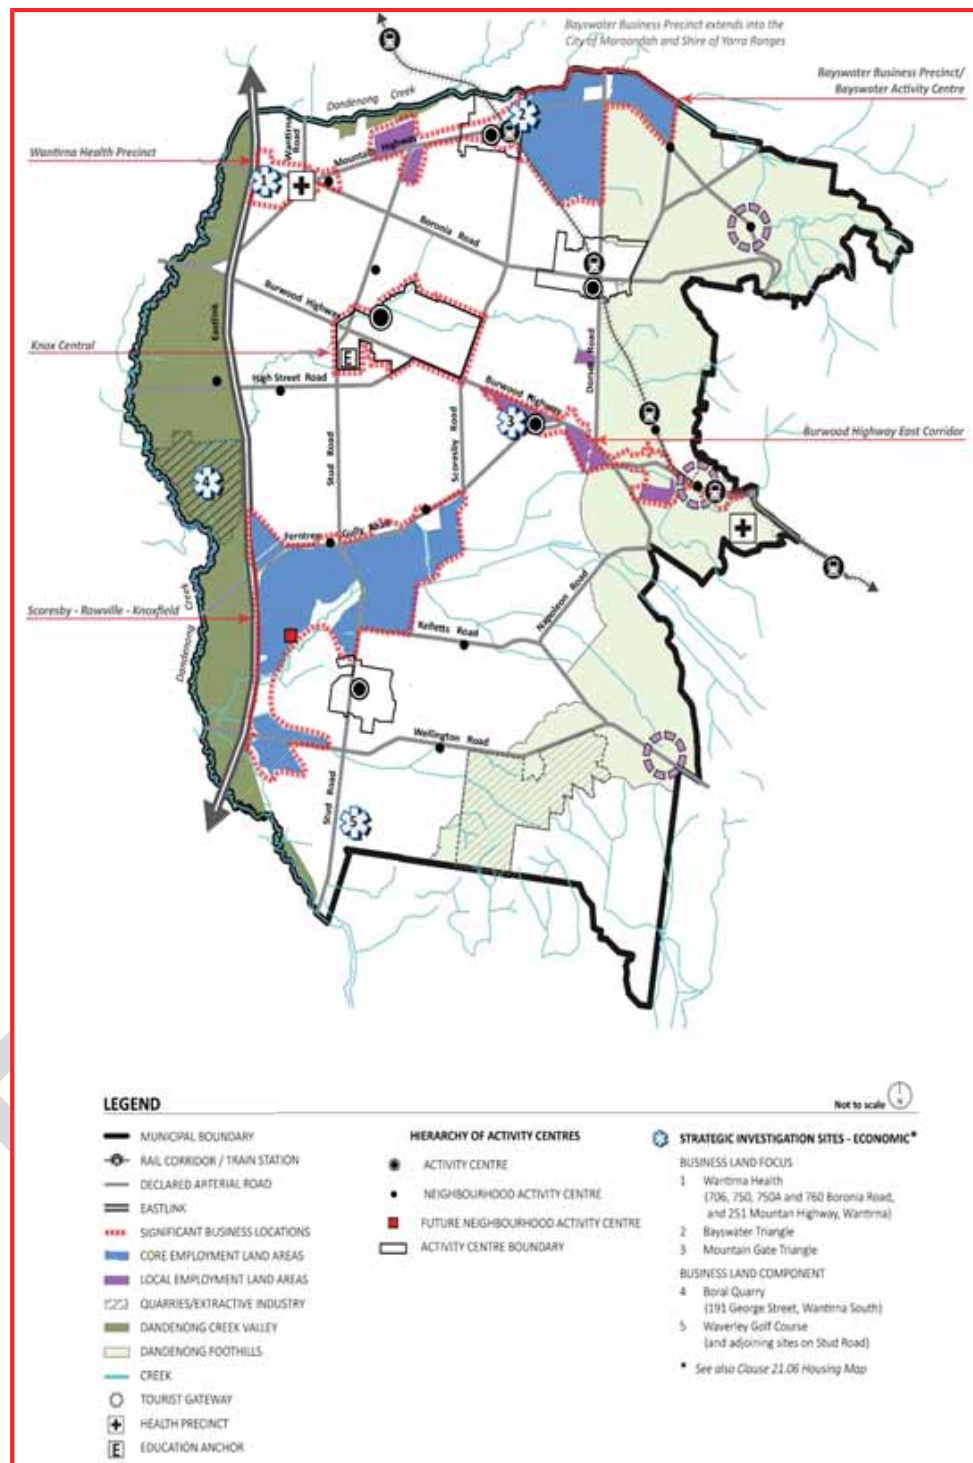 Bayswater Business Precinct extends into the
City of Maroondah and Shire of Yarra Ranges
Bayswater Business Precinct/
Bayswater Activity Centre
Dandenong Creek
2
Wantirna Road
Mountain Highway
Wantirna Health Precinct
1
Boronia Road
Burwood Highway
Eastlink
Knox Central
E
High Street Road
Dorset Road
Burwood Highway
3
Burwood Highway East Corridor
Stud Road
Scoresby Road
4
Ferntree Gully Road
Dandenong Creek
Napoleon Road
Scoresby - Rowville - Knoxfield
Kelletts Road
Wellington Road
Stud Road
5
LEGEND
Not to scale
N
MUNICIPAL BOUNDARY
RAIL CORRIDOR / TRAIN STATION
DECLARED ARTERIAL ROAD
EASTLINK
SIGNIFICANT BUSINESS LOCATIONS
CORE EMPLOYMENT LAND AREAS
LOCAL EMPLOYMENT LAND AREAS
QUARRIES/EXTRACTIVE INDUSTRY
DANDENONG CREEK VALLEY
DANDENONG FOOTHILLS
CREEK
TOURIST GATEWAY
HEALTH PRECINCT
E EDUCATION ANCHOR
HIERARCHY OF ACTIVITY CENTRES
ACTIVITY CENTRE
NEIGHBOURHOOD ACTIVITY CENTRE
FUTURE NEIGHBOURHOOD ACTIVITY CENTRE
ACTIVITY CENTRE BOUNDARY
STRATEGIC INVESTIGATION SITES - ECONOMIC*
BUSINESS LAND FOCUS
1 Wantirna Health
(706, 750, 750A and 760 Boronia Road,
and 251 Mountan Highway, Wantirna)
2 Bayswater Triangle
3 Mountain Gate Triangle
BUSINESS LAND COMPONENT
4 Boral Quarry
(191 George Street, Wantirna South)
5 Waverley Golf Course
(and adjoining sites on Stud Road)
* See also Clause 21.06 Housing Map